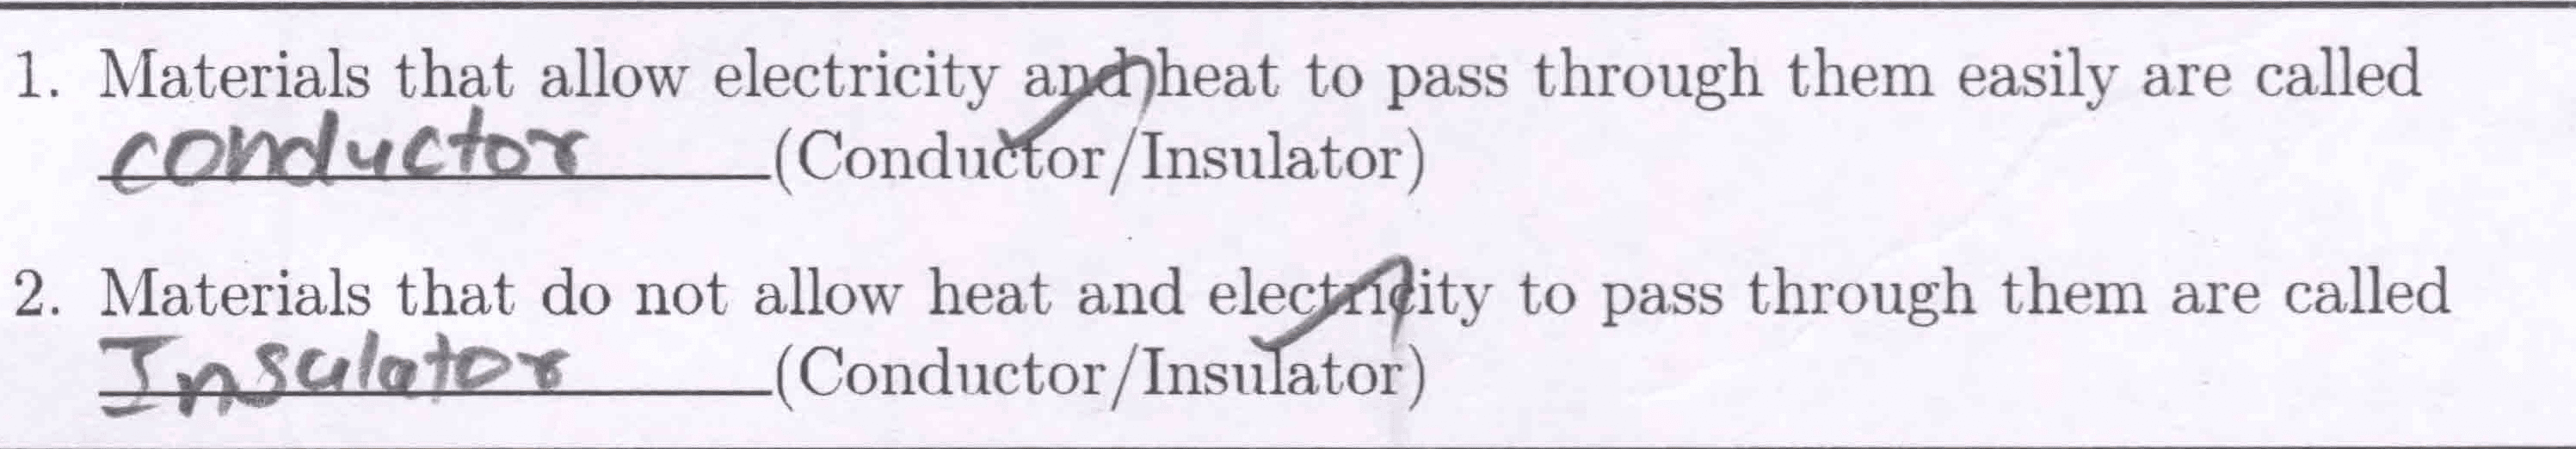 1. Materials that allow electricity and heat to pass through them easily are called
conductor (Conductor/Insulator)
2. Materials that do not allow heat and electricity to pass through them are called
Insulator (Conductor/Insulator)